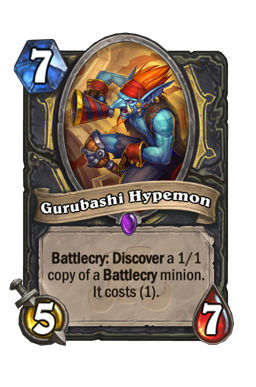 7
Gurubashi Hypemon
Battlecry: Discover a 1/1
copy of a Battlecry minion.
It costs (1).
5
7